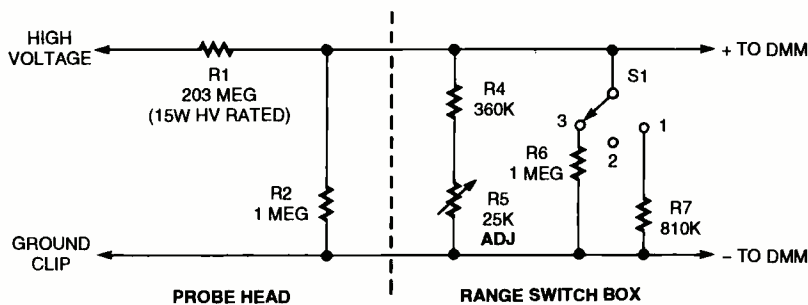 HIGH
VOLTAGE
R1
203 MEG
(15W HV RATED)
R2
1 MEG
GROUND
CLIP
PROBE HEAD
R4
360K
R5
25K
ADJ
S1
3
2
1
R6
1 MEG
R7
810K
+ TO DMM
– TO DMM
RANGE SWITCH BOX